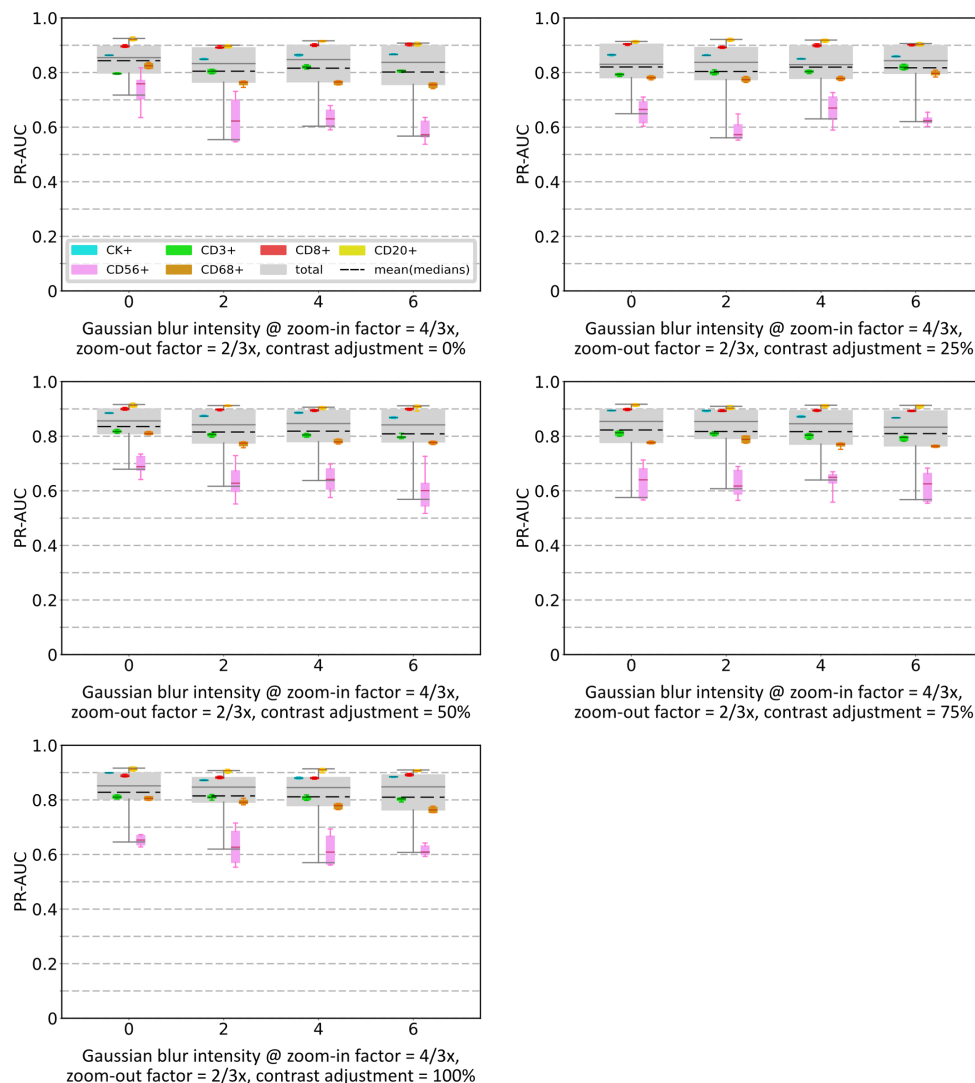 1.0
0.8
0.6
0.4
0.2
0
PR-AUC
CK+ CD3+ CD8+ CD20+
CD56+ CD68+ total mean(medians)
0 2 4 6
Gaussian blur intensity @ zoom-in factor = 4/3x,
zoom-out factor = 2/3x, contrast adjustment = 0%
1.0
0.8
0.6
0.4
0.2
0
PR-AUC
0 2 4 6
Gaussian blur intensity @ zoom-in factor = 4/3x,
zoom-out factor = 2/3x, contrast adjustment = 25%
1.0
0.8
0.6
0.4
0.2
0
PR-AUC
0 2 4 6
Gaussian blur intensity @ zoom-in factor = 4/3x,
zoom-out factor = 2/3x, contrast adjustment = 50%
1.0
0.8
0.6
0.4
0.2
0
PR-AUC
0 2 4 6
Gaussian blur intensity @ zoom-in factor = 4/3x,
zoom-out factor = 2/3x, contrast adjustment = 75%
1.0
0.8
0.6
0.4
0.2
0
PR-AUC
0 2 4 6
Gaussian blur intensity @ zoom-in factor = 4/3x,
zoom-out factor = 2/3x, contrast adjustment = 100%